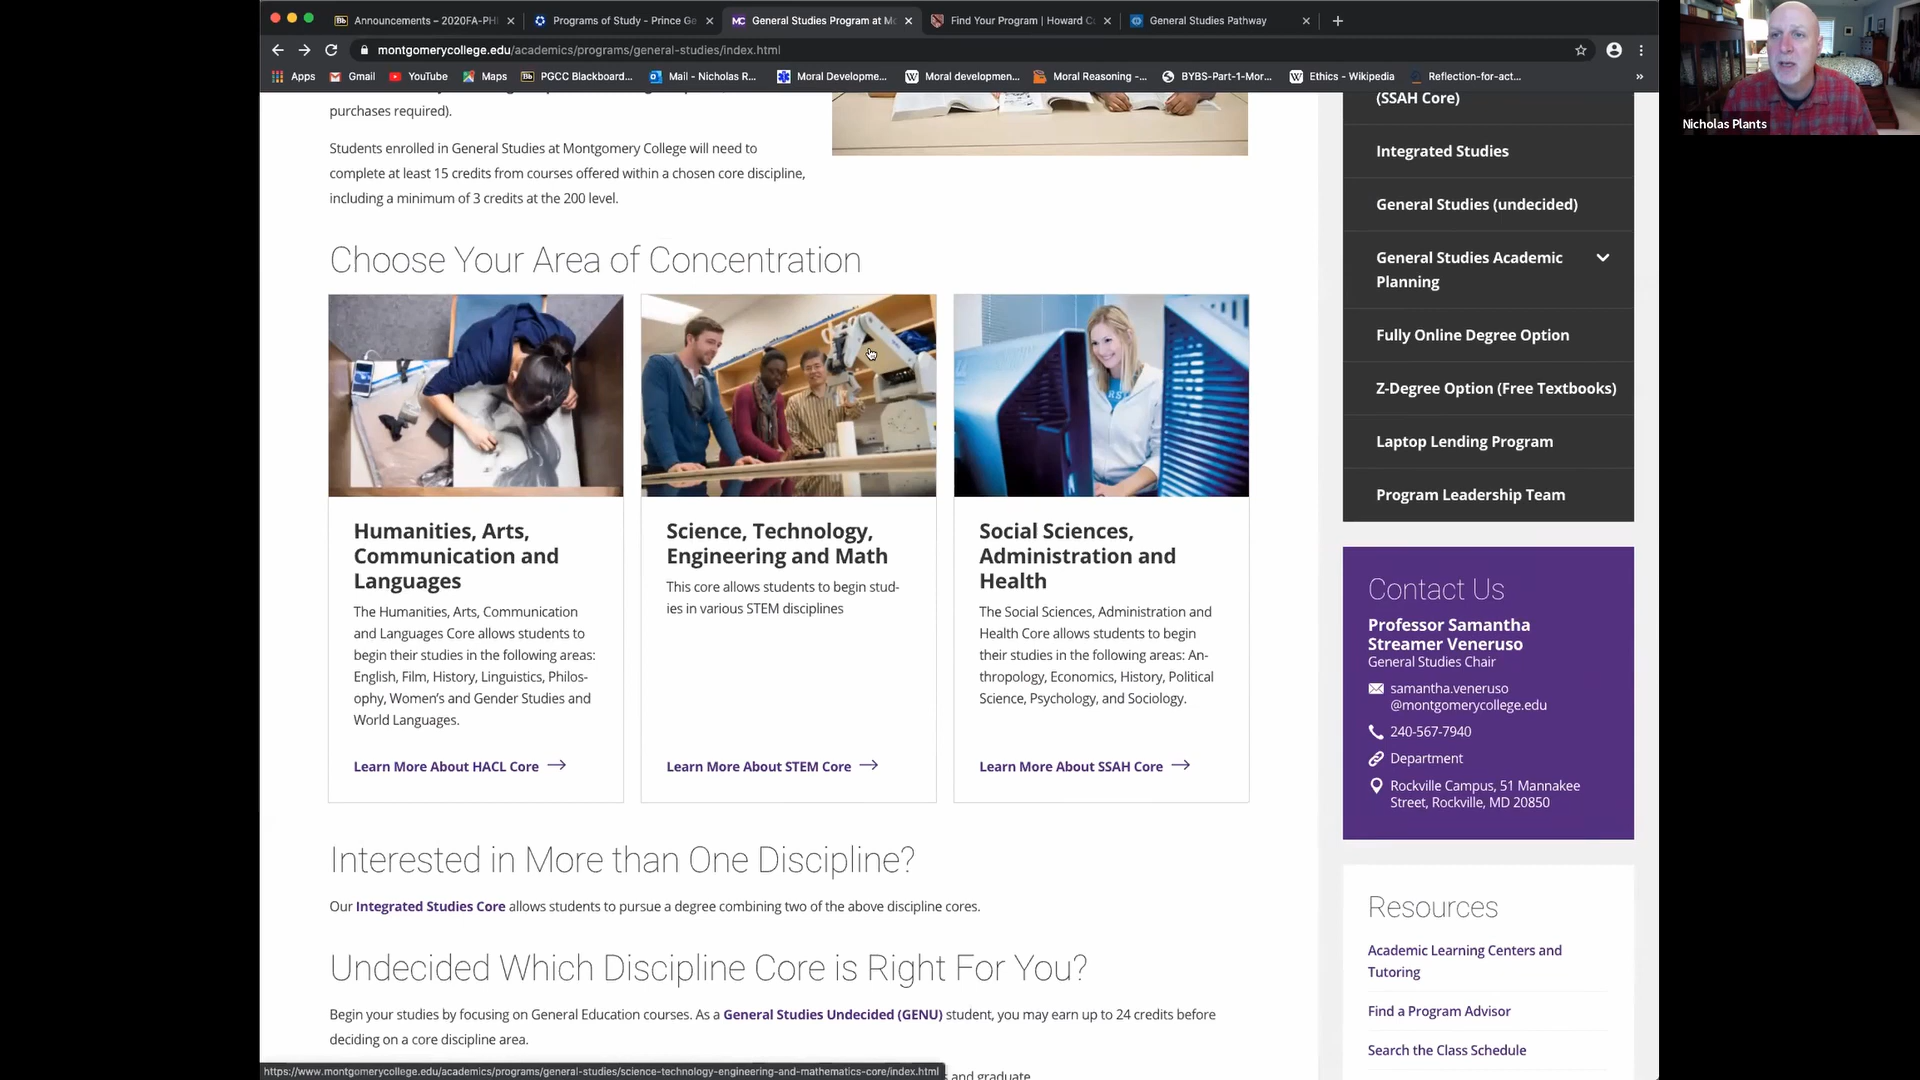 Announcements – 2020FA-PH
Programs of Study - Prince Ge
MC
General Studies Program at Mo
Find Your Program | Howard C
General Studies Pathway
montgomerycollege.edu/academics/programs/general-studies/index.html
Apps
Gmail
YouTube
Maps
PGCC Blackboard...
Mail - Nicholas R...
Moral Developme...
Moral developmen...
Moral Reasoning -...
BYBS-Part-1-Mor...
Ethics - Wikipedia
Reflection-for-act...
»
Nicholas Plants
purchases required).
Students enrolled in General Studies at Montgomery College will need to
complete at least 15 credits from courses offered within a chosen core discipline,
including a minimum of 3 credits at the 200 level.
Choose Your Area of Concentration
Humanities, Arts,
Communication and
Languages
The Humanities, Arts, Communication
and Languages Core allows students to
begin their studies in the following areas:
English, Film, History, Linguistics, Philos-
ophy, Women's and Gender Studies and
World Languages.
Learn More About HACL Core
Science, Technology,
Engineering and Math
This core allows students to begin stud-
ies in various STEM disciplines
Learn More About STEM Core
Social Sciences,
Administration and
Health
The Social Sciences, Administration and
Health Core allows students to begin
their studies in the following areas: An-
thropology, Economics, History, Political
Science, Psychology, and Sociology.
Learn More About SSAH Core
Interested in More than One Discipline?
Our Integrated Studies Core allows students to pursue a degree combining two of the above discipline cores.
Undecided Which Discipline Core is Right For You?
Begin your studies by focusing on General Education courses. As a General Studies Undecided (GENU) student, you may earn up to 24 credits before
deciding on a core discipline area.
and graduate
https://www.montgomerycollege.edu/academics/programs/general-studies/science-technology-engineering-and-mathematics-core/index.html
(SSAH Core)
Integrated Studies
General Studies (undecided)
General Studies Academic
Planning
Fully Online Degree Option
Z-Degree Option (Free Textbooks)
Laptop Lending Program
Program Leadership Team
Contact Us
Professor Samantha
Streamer Veneruso
General Studies Chair
samantha.veneruso
@montgomerycollege.edu
240-567-7940
Department
Rockville Campus, 51 Mannakee
Street, Rockville, MD 20850
Resources
Academic Learning Centers and
Tutoring
Find a Program Advisor
Search the Class Schedule